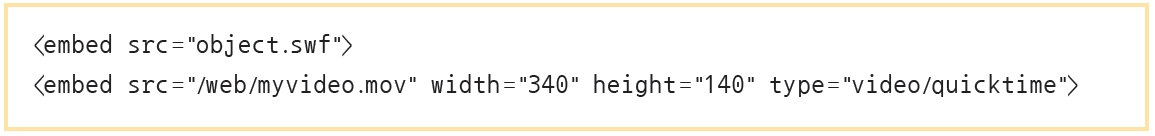 <embed src="object.swf">
<embed src="/web/myvideo.mov" width="340" height="140" type="video/quicktime">